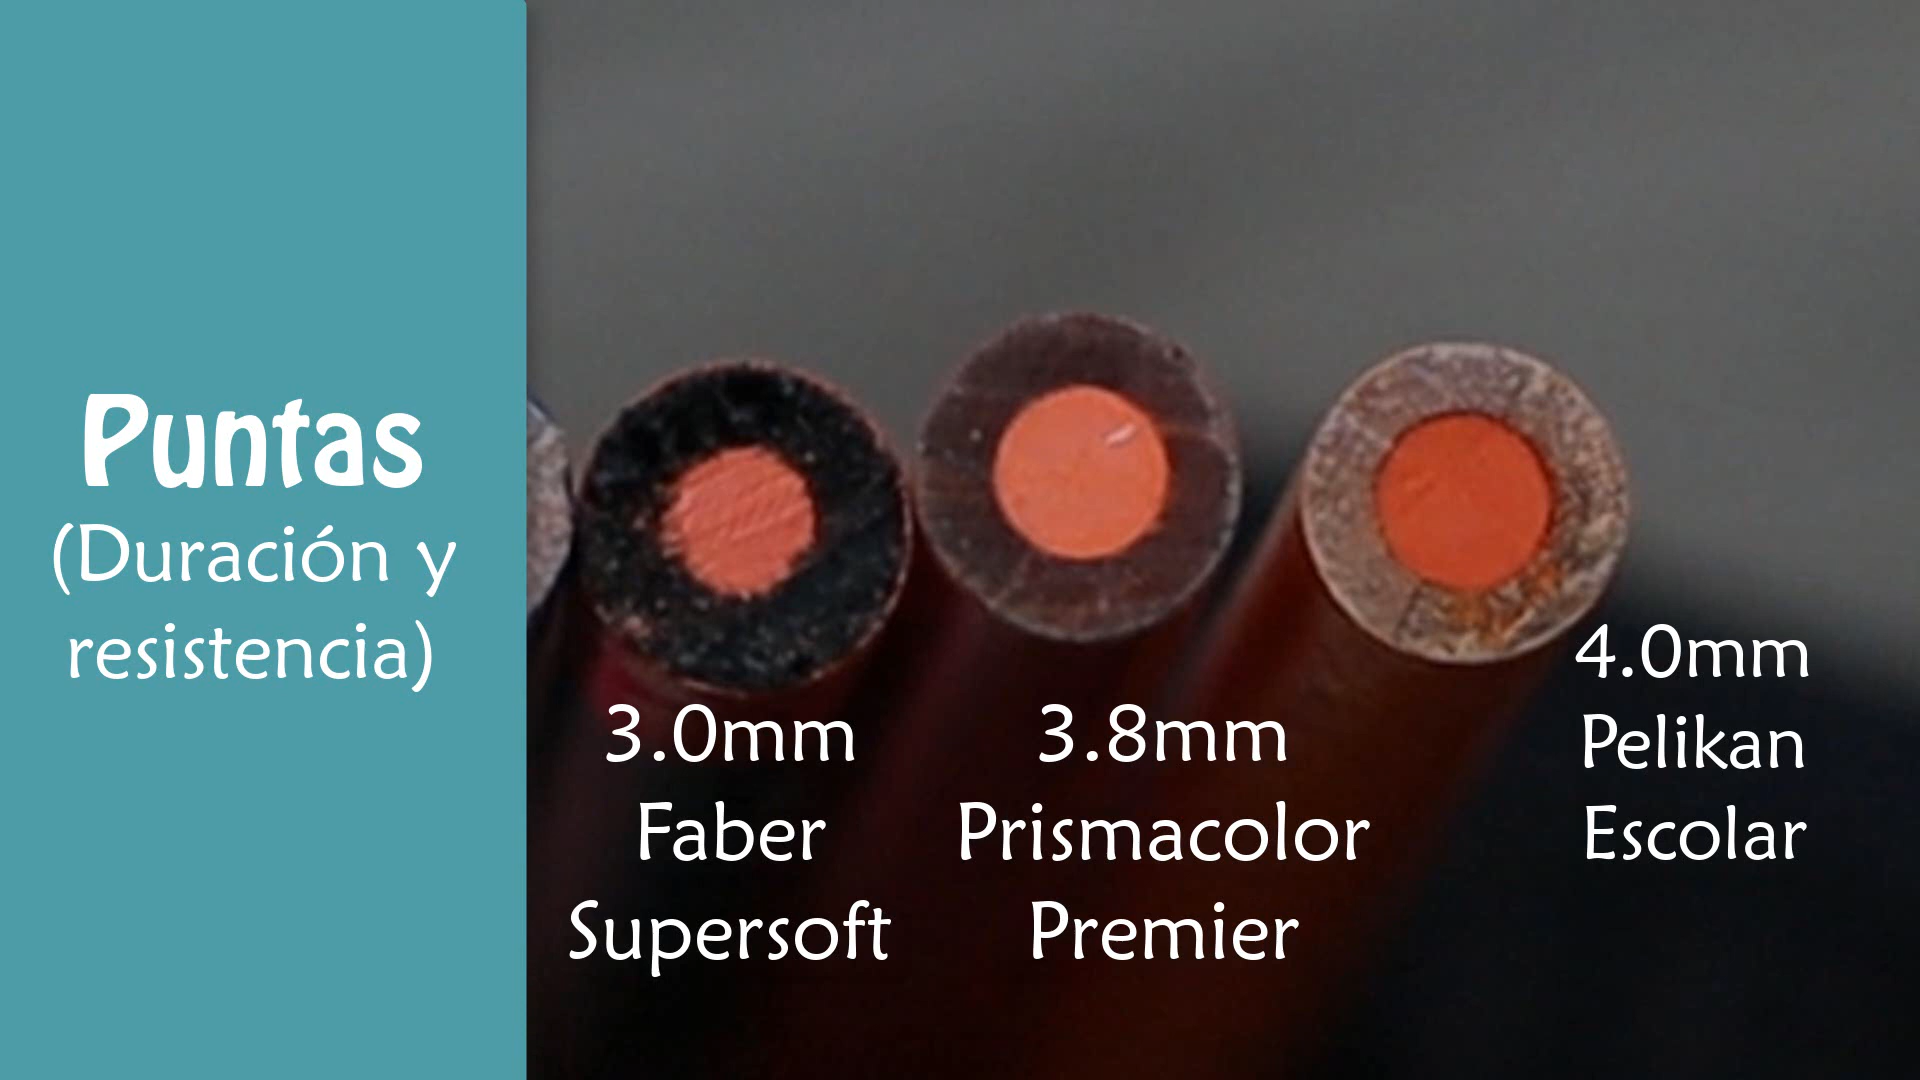 Puntas
(Duración y
resistencia)
3.0mm
Faber
Supersoft
3.8mm
Prismacolor
Premier
4.0mm
Pelikan
Escolar